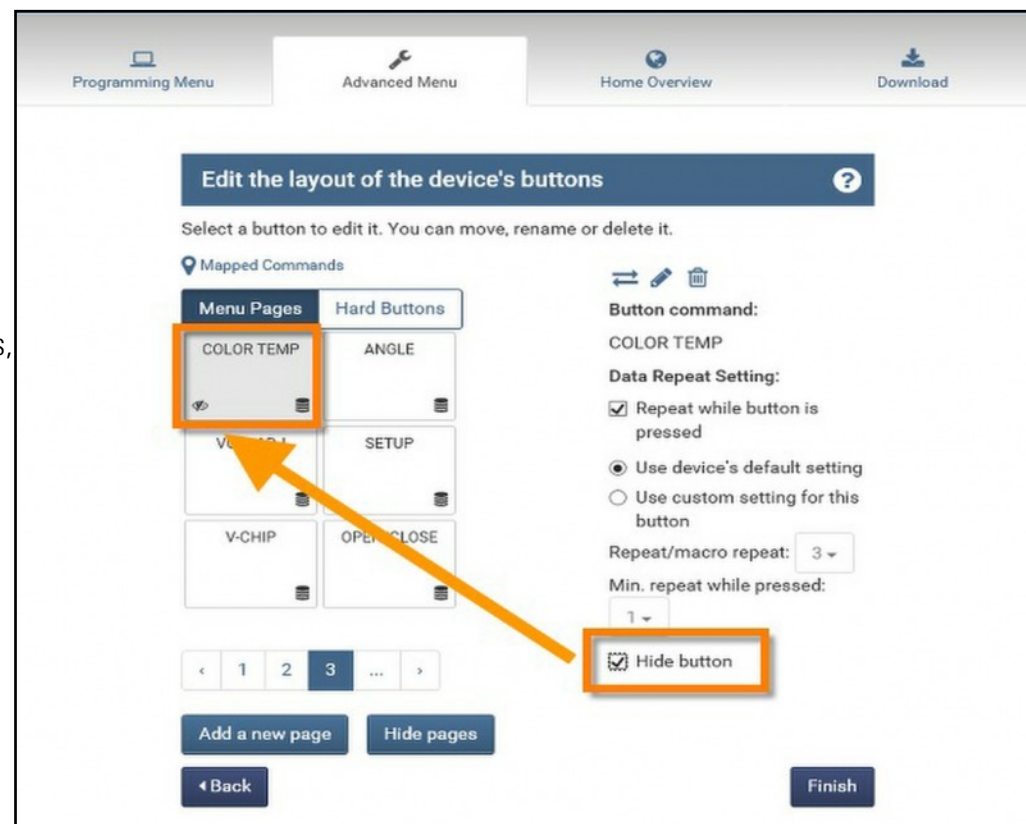 Programming Menu
Advanced Menu
Home Overview
Download
Edit the layout of the device's buttons
?
Select a button to edit it. You can move, rename or delete it.
Mapped Commands
Menu Pages
Hard Buttons
COLOR TEMP
ANGLE
SETUP
V-CHIP
Button command:
COLOR TEMP
Data Repeat Setting:
Repeat while button is
pressed
Use device's default setting
Use custom setting for this
button
Repeat/macro repeat: 3
Min. repeat while pressed:
1
Hide button
‹ 1 2 3 ... ›
Add a new page
Hide pages
Back
Finish